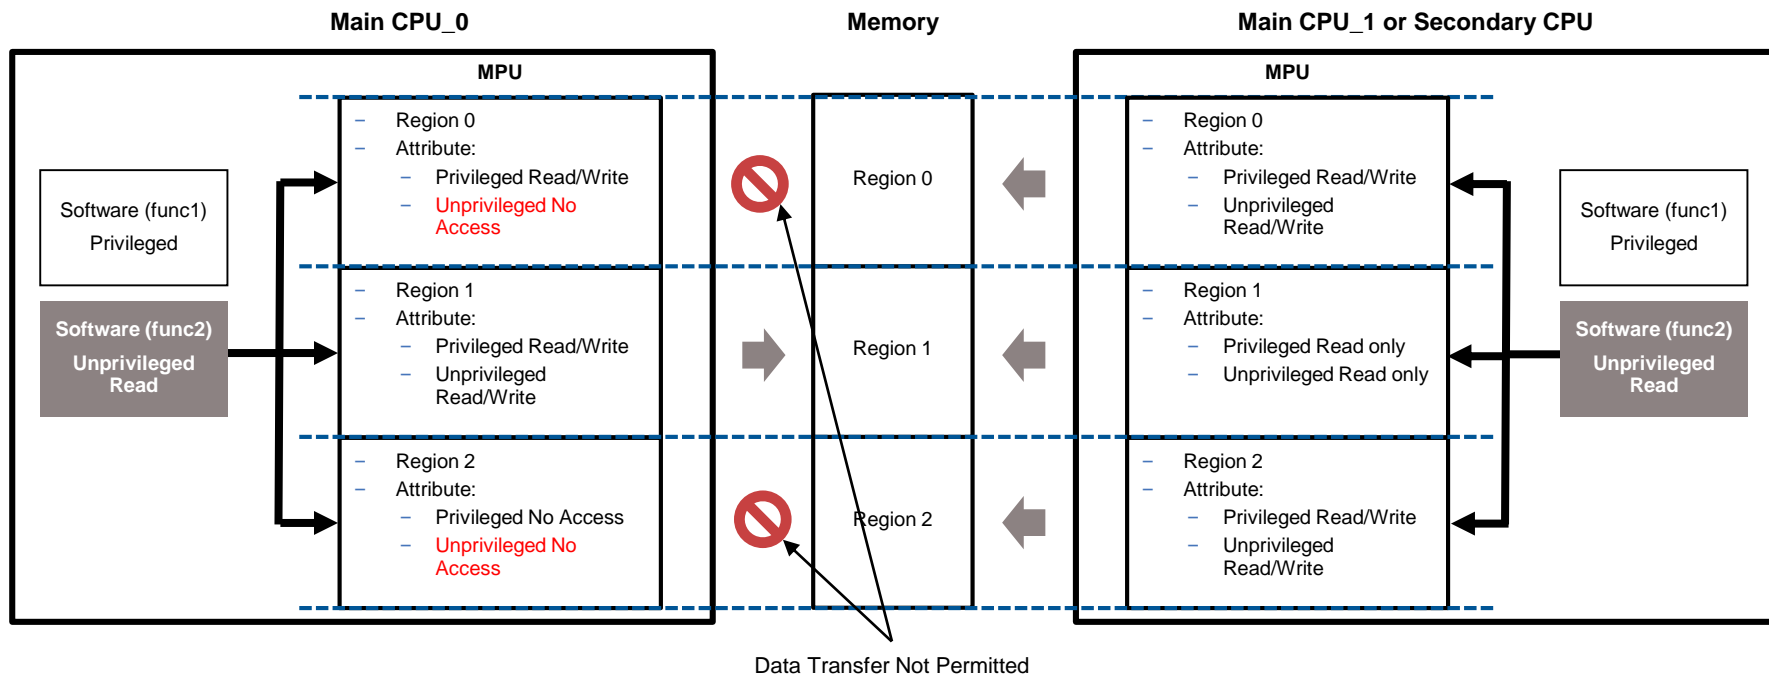 Main CPU_0
Memory
Main CPU_1 or Secondary CPU
MPU
– Region 0
– Attribute:
– Privileged Read/Write
– Unprivileged No
Access
– Region 1
– Attribute:
– Privileged Read/Write
– Unprivileged
Read/Write
– Region 2
– Attribute:
– Privileged No Access
– Unprivileged No
Access
Software (func1)
Privileged
Software (func2)
Unprivileged
Read
Region 0
Region 1
Region 2
MPU
– Region 0
– Attribute:
– Privileged Read/Write
– Unprivileged
Read/Write
– Region 1
– Attribute:
– Privileged Read only
– Unprivileged Read only
– Region 2
– Attribute:
– Privileged Read/Write
– Unprivileged
Read/Write
Software (func1)
Privileged
Software (func2)
Unprivileged
Read
Data Transfer Not Permitted